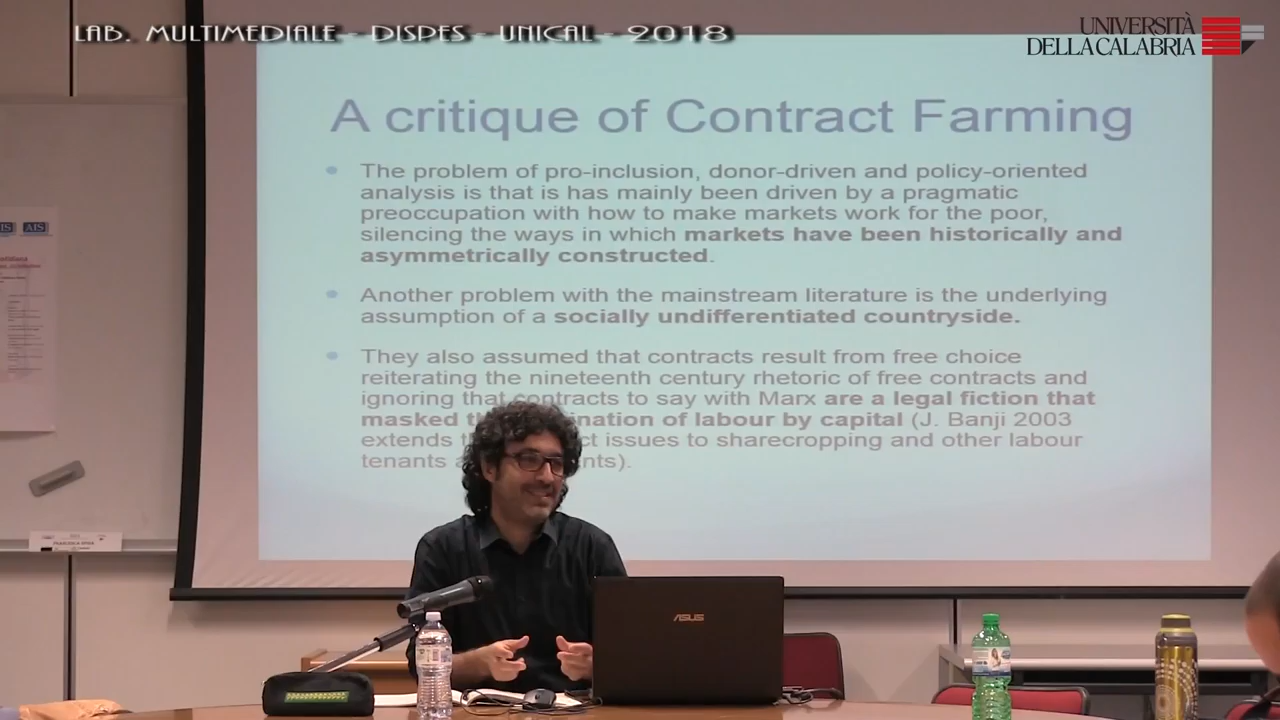 LAB. MULTIMEDIALE - DISPES - UNICAL - 2018
UNIVERSITÀ
DELLA CALABRIA
A critique of Contract Farming
The problem of pro-inclusion, donor-driven and policy-oriented
analysis is that is has mainly been driven by a pragmatic
preoccupation with how to make markets work for the poor,
silencing the ways in which markets have been historically and
asymmetrically constructed.
Another problem with the mainstream literature is the underlying
assumption of a socially undifferentiated countryside.
They also assumed that contracts result from free choice
reiterating the nineteenth century rhetoric of free contracts and
ignoring that contracts to say with Marx are a legal fiction that
masked of labour by capital (J. Banji 2003
extends issues to sharecropping and other labour
tenants
AIS
ASUS